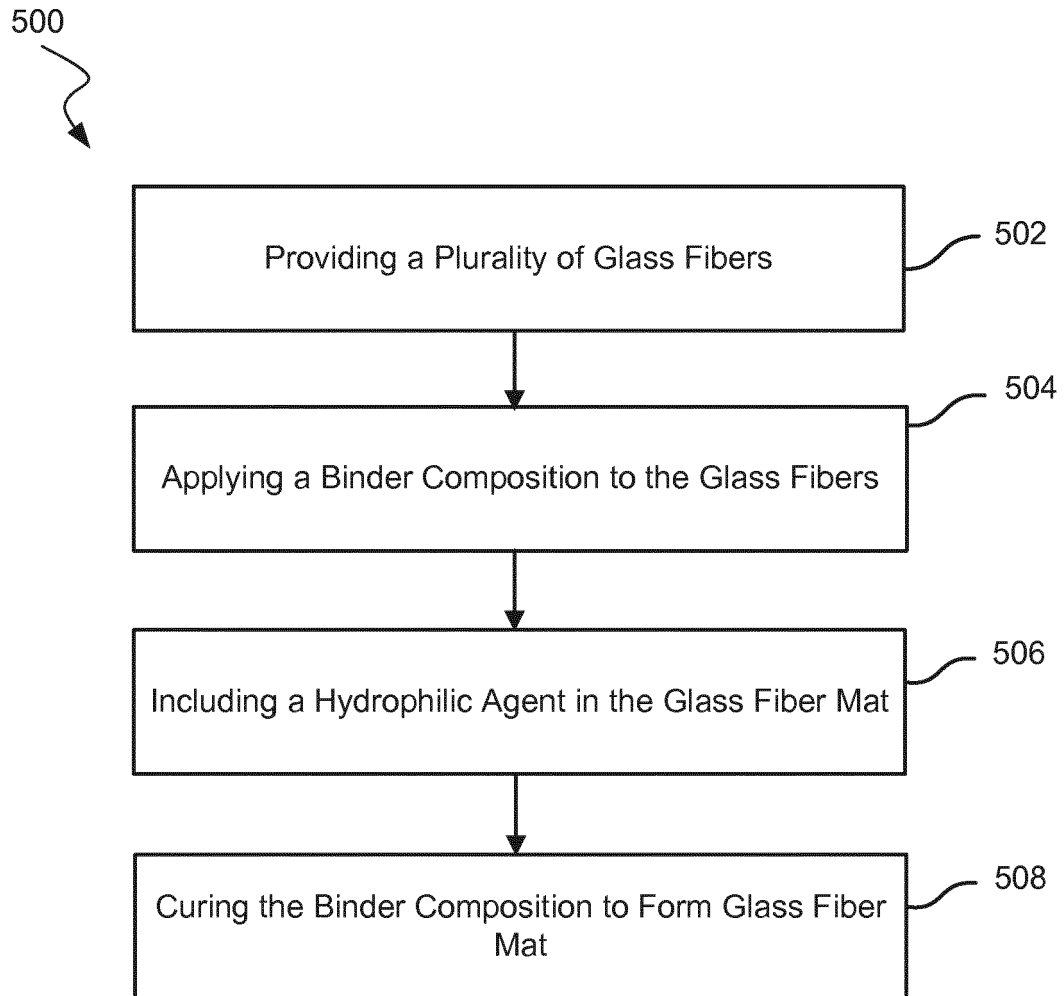 500
Providing a Plurality of Glass Fibers
502
504
Applying a Binder Composition to the Glass Fibers
506
Including a Hydrophilic Agent in the Glass Fiber Mat
508
Curing the Binder Composition to Form Glass Fiber
Mat